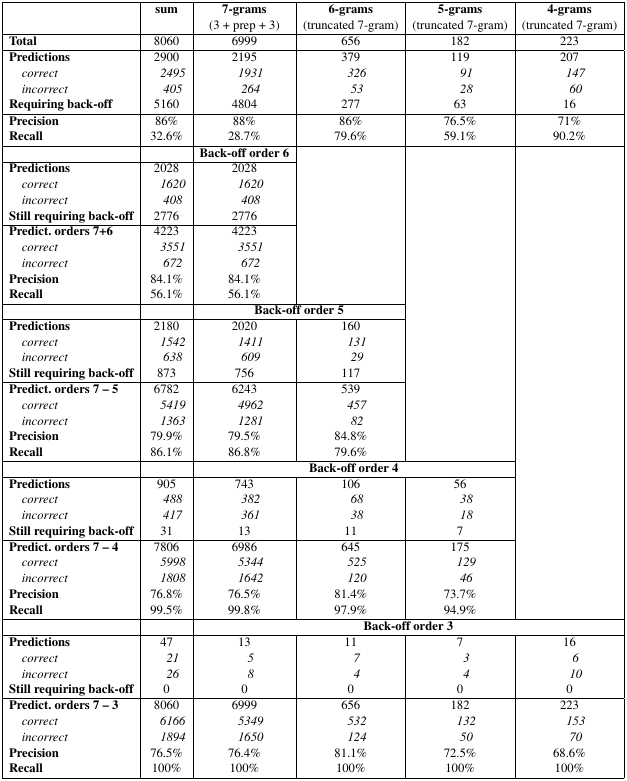 sum 7-grams 6-grams 5-grams 4-grams
(3 + prep + 3) (truncated 7-gram) (truncated 7-gram) (truncated 7-gram)
Total 8060 6999 656 182 223
Predictions 2900 2195 379 119 207
correct 2495 1931 326 91 147
incorrect 405 264 53 28 60
Requiring back-off 5160 4804 277 63 16
Precision 86% 88% 86% 76.5% 71%
Recall 32.6% 28.7% 79.6% 59.1% 90.2%
Back-off order 6
Predictions 2028 2028
correct 1620 1620
incorrect 408 408
Still requiring back-off 2776 2776
Predict. orders 7+6 4223 4223
correct 3551 3551
incorrect 672 672
Precision 84.1% 84.1%
Recall 56.1% 56.1%
Back-off order 5
Predictions 2180 2020 160
correct 1542 1411 131
incorrect 638 609 29
Still requiring back-off 873 756 117
Predict. orders 7 – 5 6782 6243 539
correct 5419 4962 457
incorrect 1363 1281 82
Precision 79.9% 79.5% 84.8%
Recall 86.1% 86.8% 79.6%
Back-off order 4
Predictions 905 743 106 56
correct 488 382 68 38
incorrect 417 361 38 18
Still requiring back-off 31 13 11 7
Predict. orders 7 – 4 7806 6986 645 175
correct 5998 5344 525 129
incorrect 1808 1642 120 46
Precision 76.8% 76.5% 81.4% 73.7%
Recall 99.5% 99.8% 97.9% 94.9%
Back-off order 3
Predictions 47 13 11 7 16
correct 21 5 7 3 6
incorrect 26 8 4 4 10
Still requiring back-off 0 0 0 0 0
Predict. orders 7 – 3 8060 6999 656 182 223
correct 6166 5349 532 132 153
incorrect 1894 1650 124 50 70
Precision 76.5% 76.4% 81.1% 72.5% 68.6%
Recall 100% 100% 100% 100% 100%